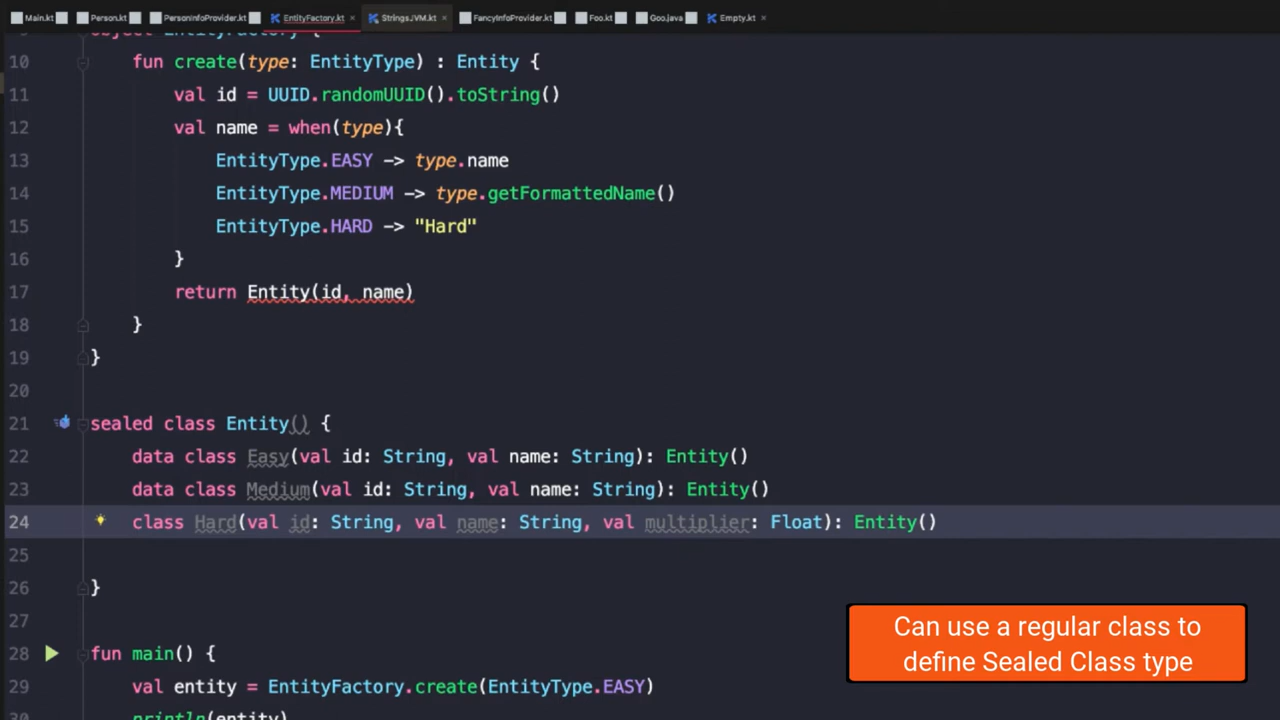 Main.kt Person.kt PersonInfoProvider.kt EntityFactory.kt Strings.JVM.kt FancyInfoProvider.kt Foo.kt Goo.java Empty.kt
object EntityFactory {
10 fun create(type: EntityType) : Entity {
11 val id = UUID.randomUUID().toString()
12 val name = when(type){
13 EntityType.EASY -> type.name
14 EntityType.MEDIUM -> type.getFormattedName()
15 EntityType.HARD -> "Hard"
16 }
17 return Entity(id, name)
18 }
19 }
20
21 sealed class Entity() {
22 data class Easy(val id: String, val name: String): Entity()
23 data class Medium(val id: String, val name: String): Entity()
24 class Hard(val id: String, val name: String, val multiplier: Float): Entity()
25
26 }
27
28 fun main() {
29 val entity = EntityFactory.create(EntityType.EASY)
30 println(entity)
Can use a regular class to
define Sealed Class type